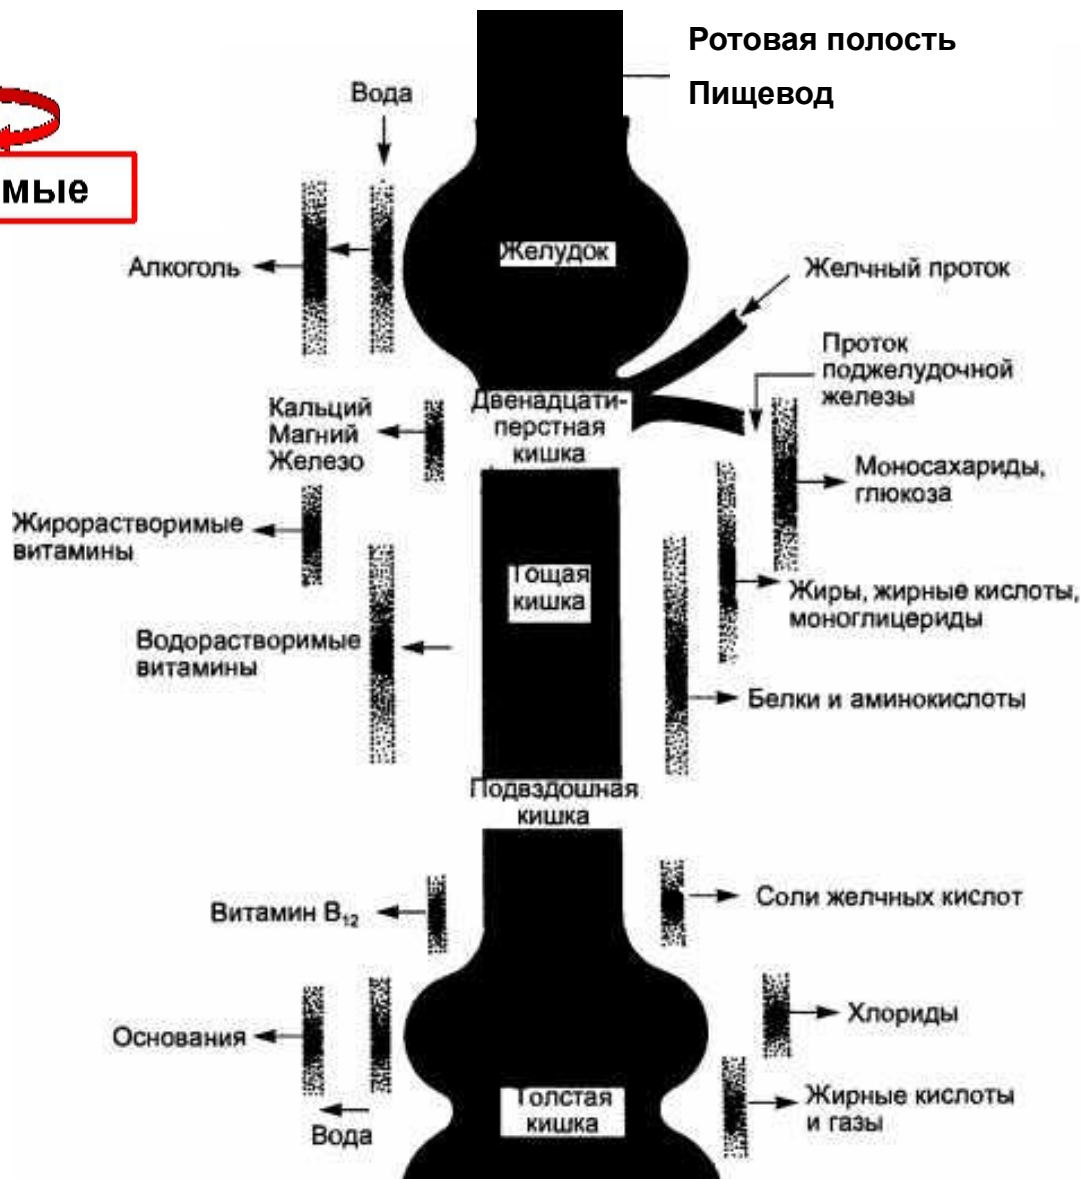 Ротовая полость
Пищевод
Вода
мые
Желудок
Алкоголь
Желчный проток
Проток
поджелудочной
железы
Двенадцати-
перстная
кишка
Кальций
Магний
Железо
Моносахариды,
глюкоза
Жирорастворимые
витамины
Тощая
кишка
Жиры, жирные кислоты,
моноглицериды
Водорастворимые
витамины
Белки и аминокислоты
Подвздошная
кишка
Витамин B₁₂
Соли желчных кислот
Хлориды
Основания
Толстая
кишка
Жирные кислоты
и газы
Вода